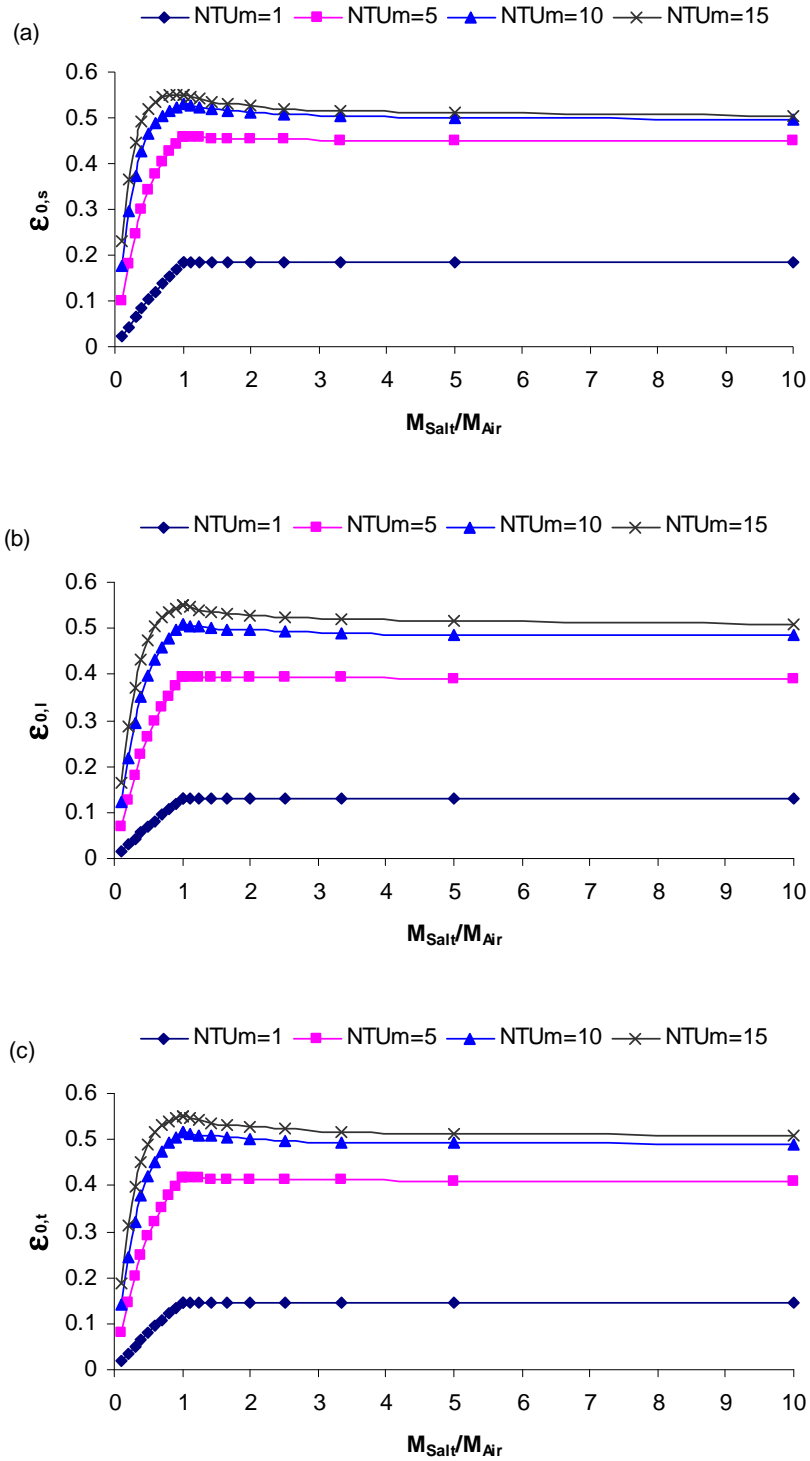 (a)
NTUm=1 NTUm=5 NTUm=10 NTUm=15
0.6
0.5
0.4
0.3
0.2
0.1
0
ε0,s
0 1 2 3 4 5 6 7 8 9 10
MSalt/MAir
(b)
NTUm=1 NTUm=5 NTUm=10 NTUm=15
0.6
0.5
0.4
0.3
0.2
0.1
0
ε0,l
0 1 2 3 4 5 6 7 8 9 10
MSalt/MAir
(c)
NTUm=1 NTUm=5 NTUm=10 NTUm=15
0.6
0.5
0.4
0.3
0.2
0.1
0
ε0,t
0 1 2 3 4 5 6 7 8 9 10
MSalt/MAir